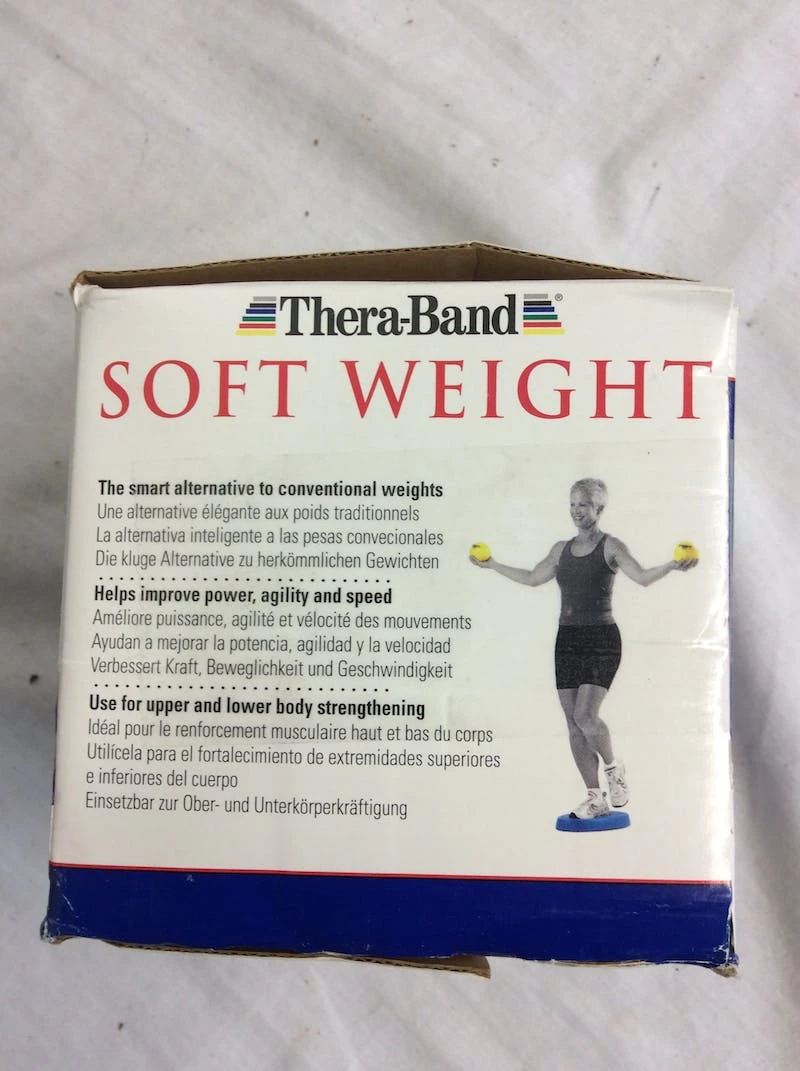 Thera-Band®
SOFT WEIGHT
The smart alternative to conventional weights
Une alternative élégante aux poids traditionnels
La alternativa inteligente a las pesas convecionales
Die kluge Alternative zu herkömmlichen Gewichten
Helps improve power, agility and speed
Améliore puissance, agilité et vélocité des mouvements
Ayudan a mejorar la potencia, agilidad y la velocidad
Verbessert Kraft, Beweglichkeit und Geschwindigkeit
Use for upper and lower body strengthening
Idéal pour le renforcement musculaire haut et bas du corps
Utilícela para el fortalecimiento de extremidades superiores
e inferiores del cuerpo
Einsetzbar zur Ober- und Unterkörperkräftigung